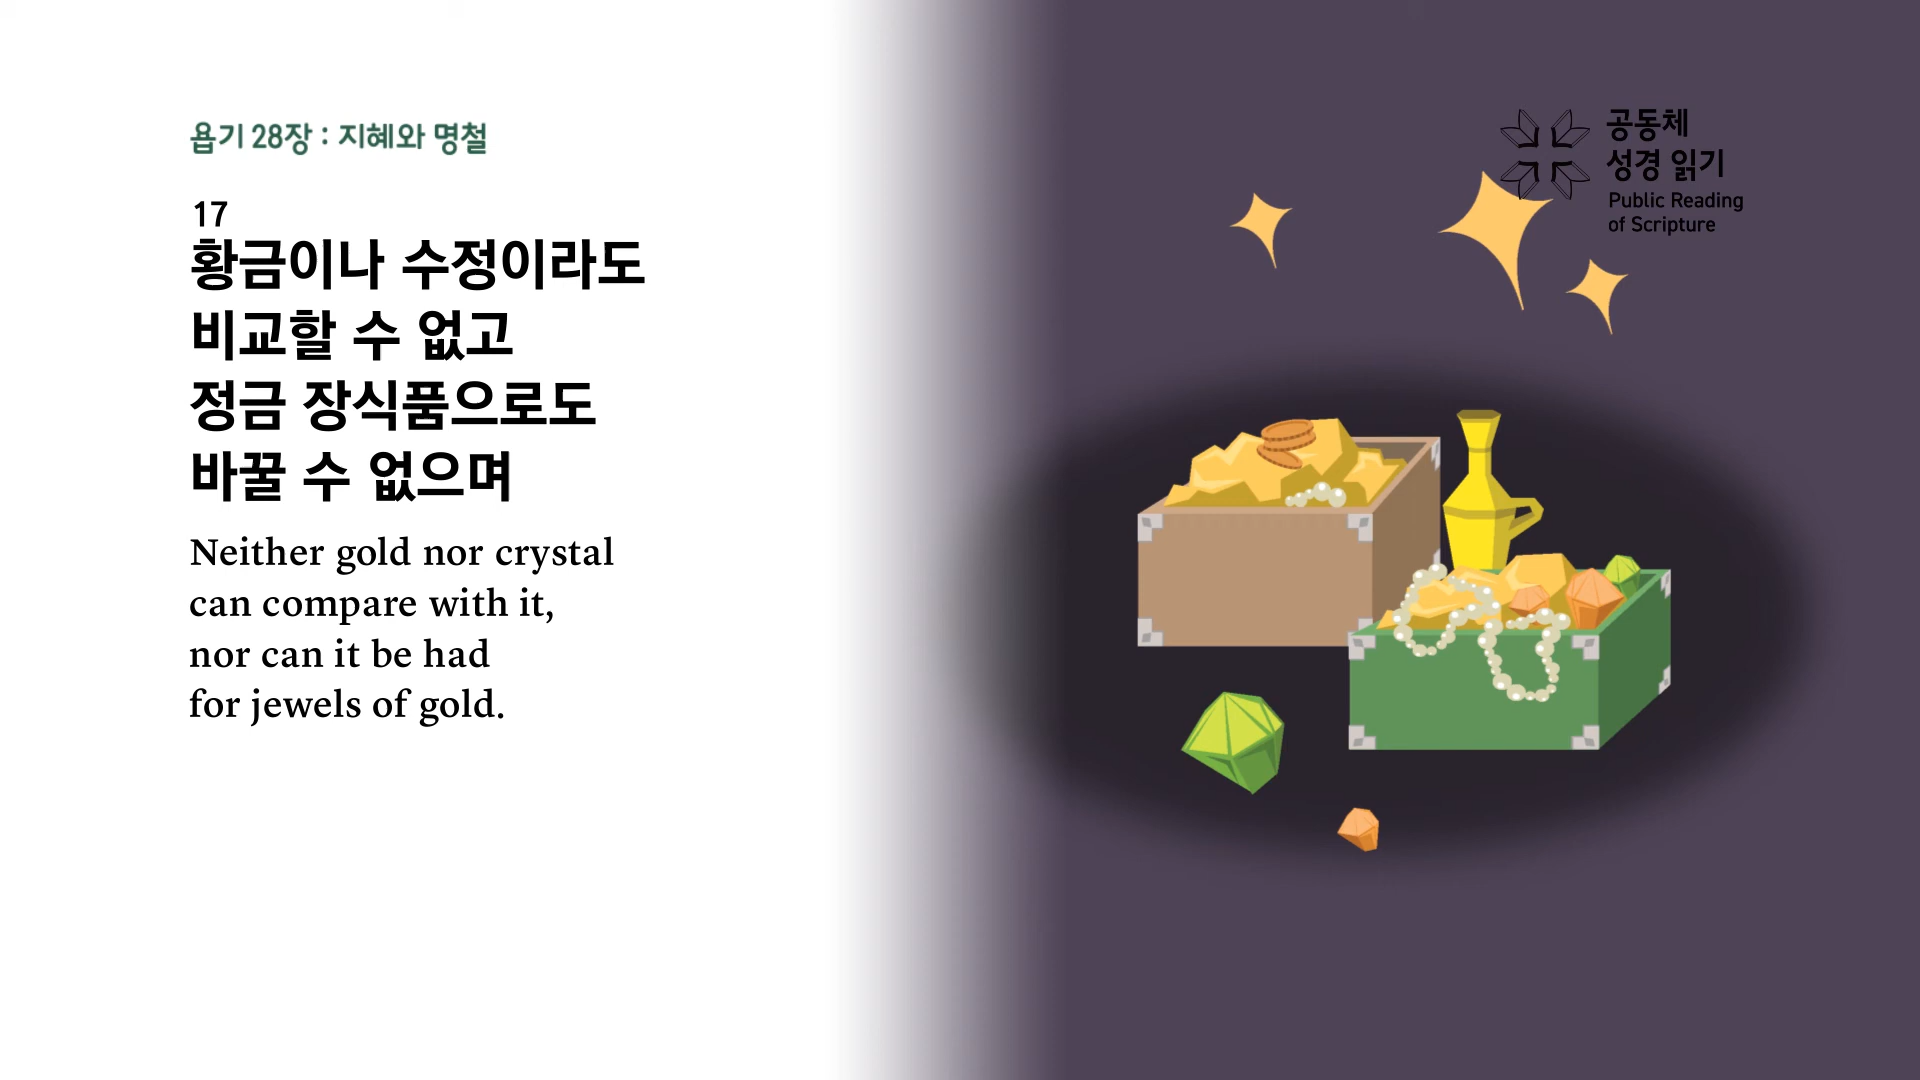 욥기 28장 : 지혜와 명철
17
황금이나 수정이라도
비교할 수 없고
정금 장식품으로도
바꿀 수 없으며
Neither gold nor crystal
can compare with it,
nor can it be had
for jewels of gold.
공동체
성경 읽기
Public Reading
of Scripture